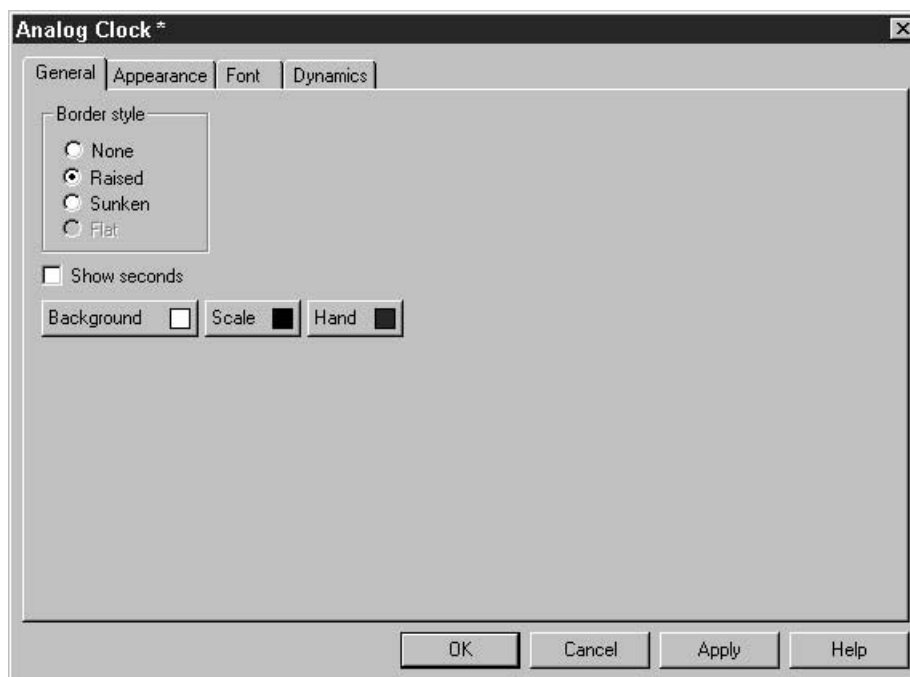 Analog Clock *
General Appearance Font Dynamics
Border style
None
Raised
Sunken
Flat
Show seconds
Background Scale Hand
OK Cancel Apply Help